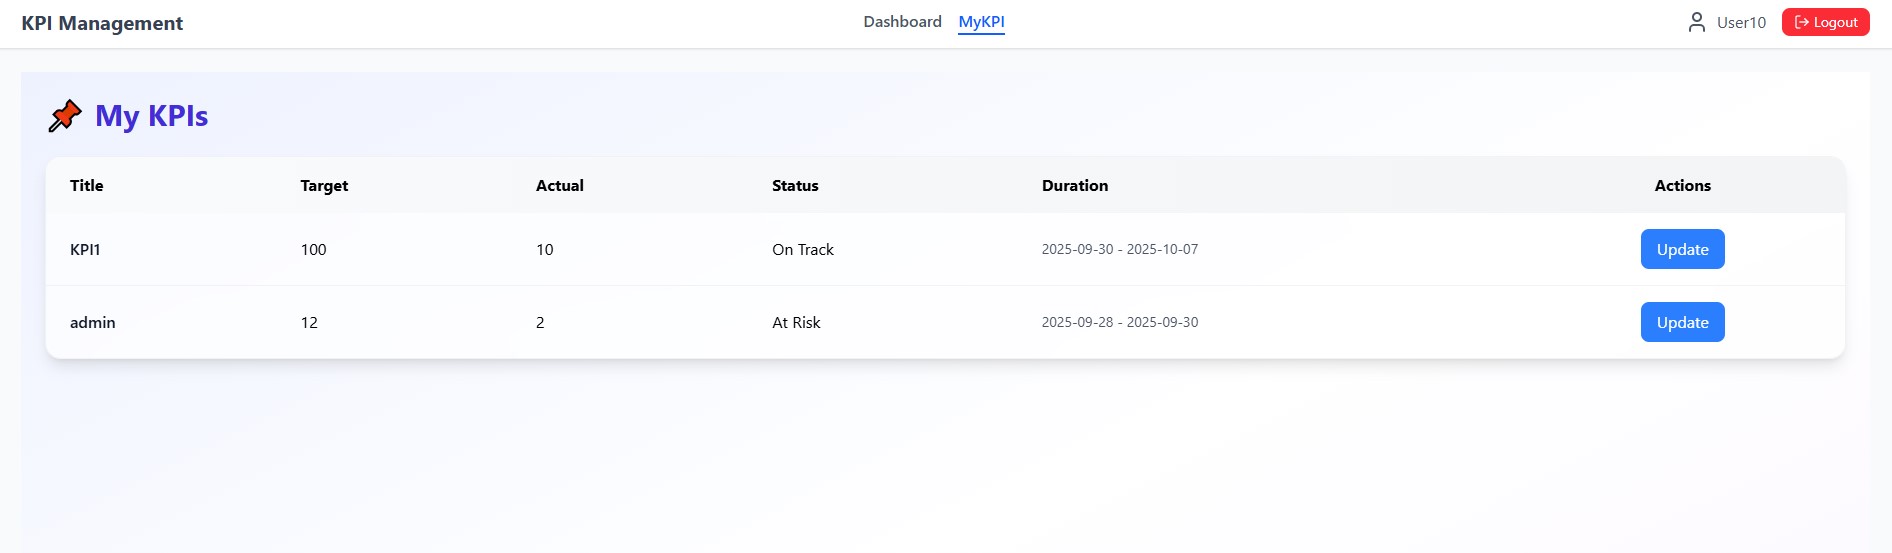 KPI Management Dashboard MyKPI User10 Logout
My KPIs
Title Target Actual Status Duration Actions
KPI1 100 10 On Track 2025-09-30 - 2025-10-07 Update
admin 12 2 At Risk 2025-09-28 - 2025-09-30 Update